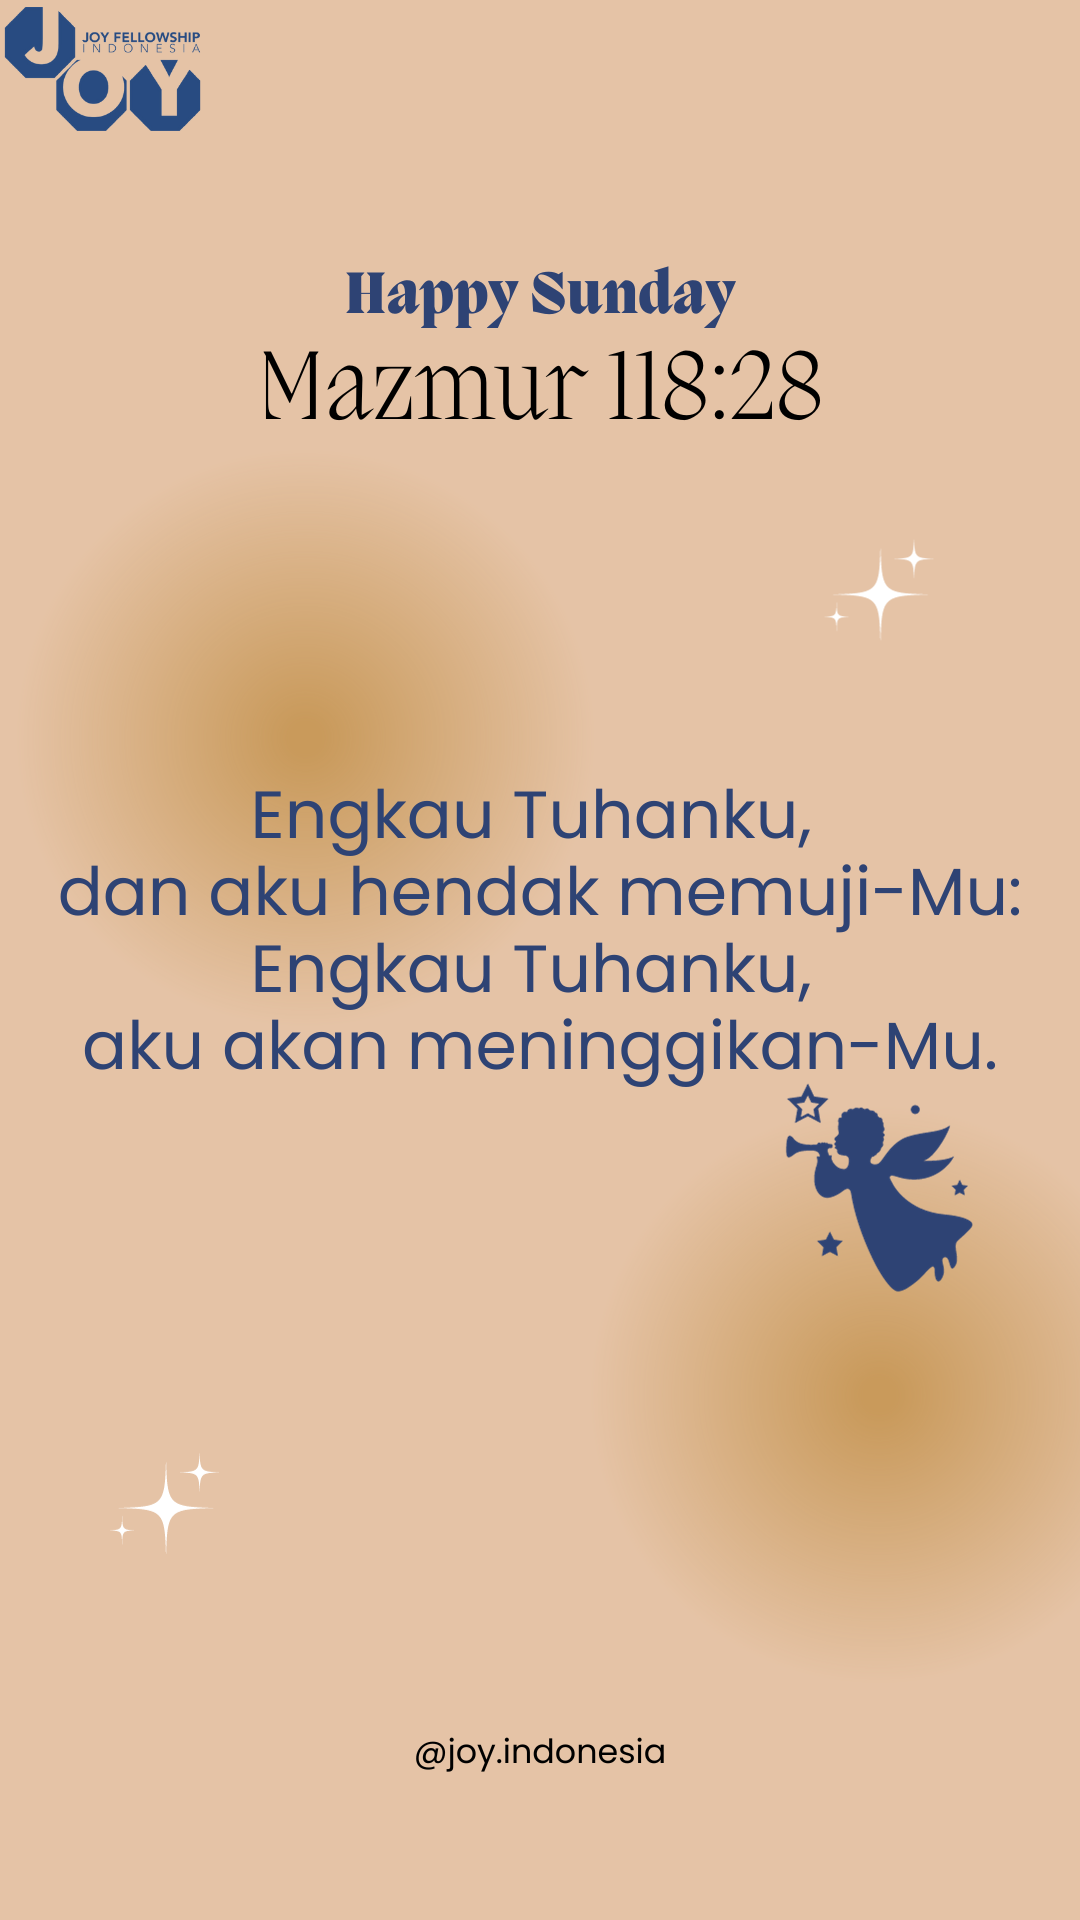 J
JOY FELLOWSHIP
INDONESIA
OY
Happy Sunday
Mazmur 118:28
Engkau Tuhanku,
dan aku hendak memuji-Mu:
Engkau Tuhanku,
aku akan meninggikan-Mu.
@joy.indonesia